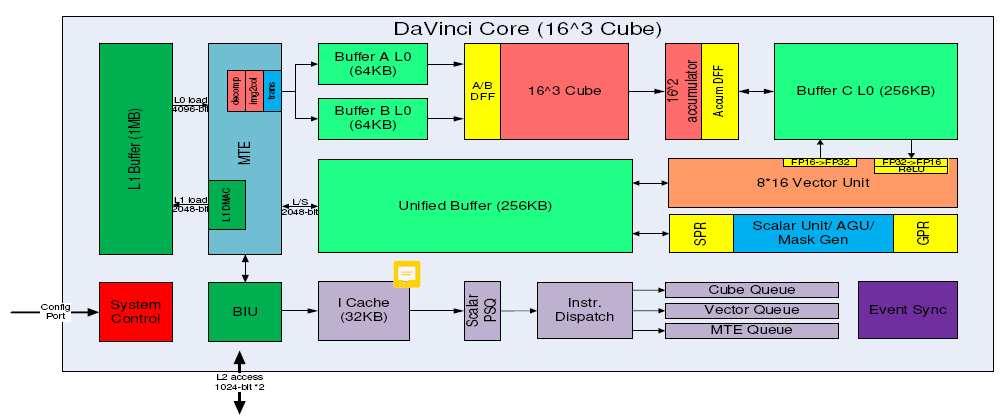 DaVinci Core (16^3 Cube)
L1 Buffer (1MB)
L0 load
4096-bit
L1 load
2048-bit
decomp
img2col
trans
MTE
L1 DMAC
Buffer A L0
(64KB)
Buffer B L0
(64KB)
A/B
DFF
16^3 Cube
16^2
accumulator
Accum DFF
Buffer C L0 (256KB)
L/S
2048-bit
Unified Buffer (256KB)
FP16->FP32
FP32->FP16
ReLU
8*16 Vector Unit
SPR
Scalar Unit/ AGU/
Mask Gen
GPR
Config
Port
System
Control
BIU
I Cache
(32KB)
Scalar
PSQ
Instr.
Dispatch
Cube Queue
Vector Queue
MTE Queue
Event Sync
L2 access
1024-bit *2